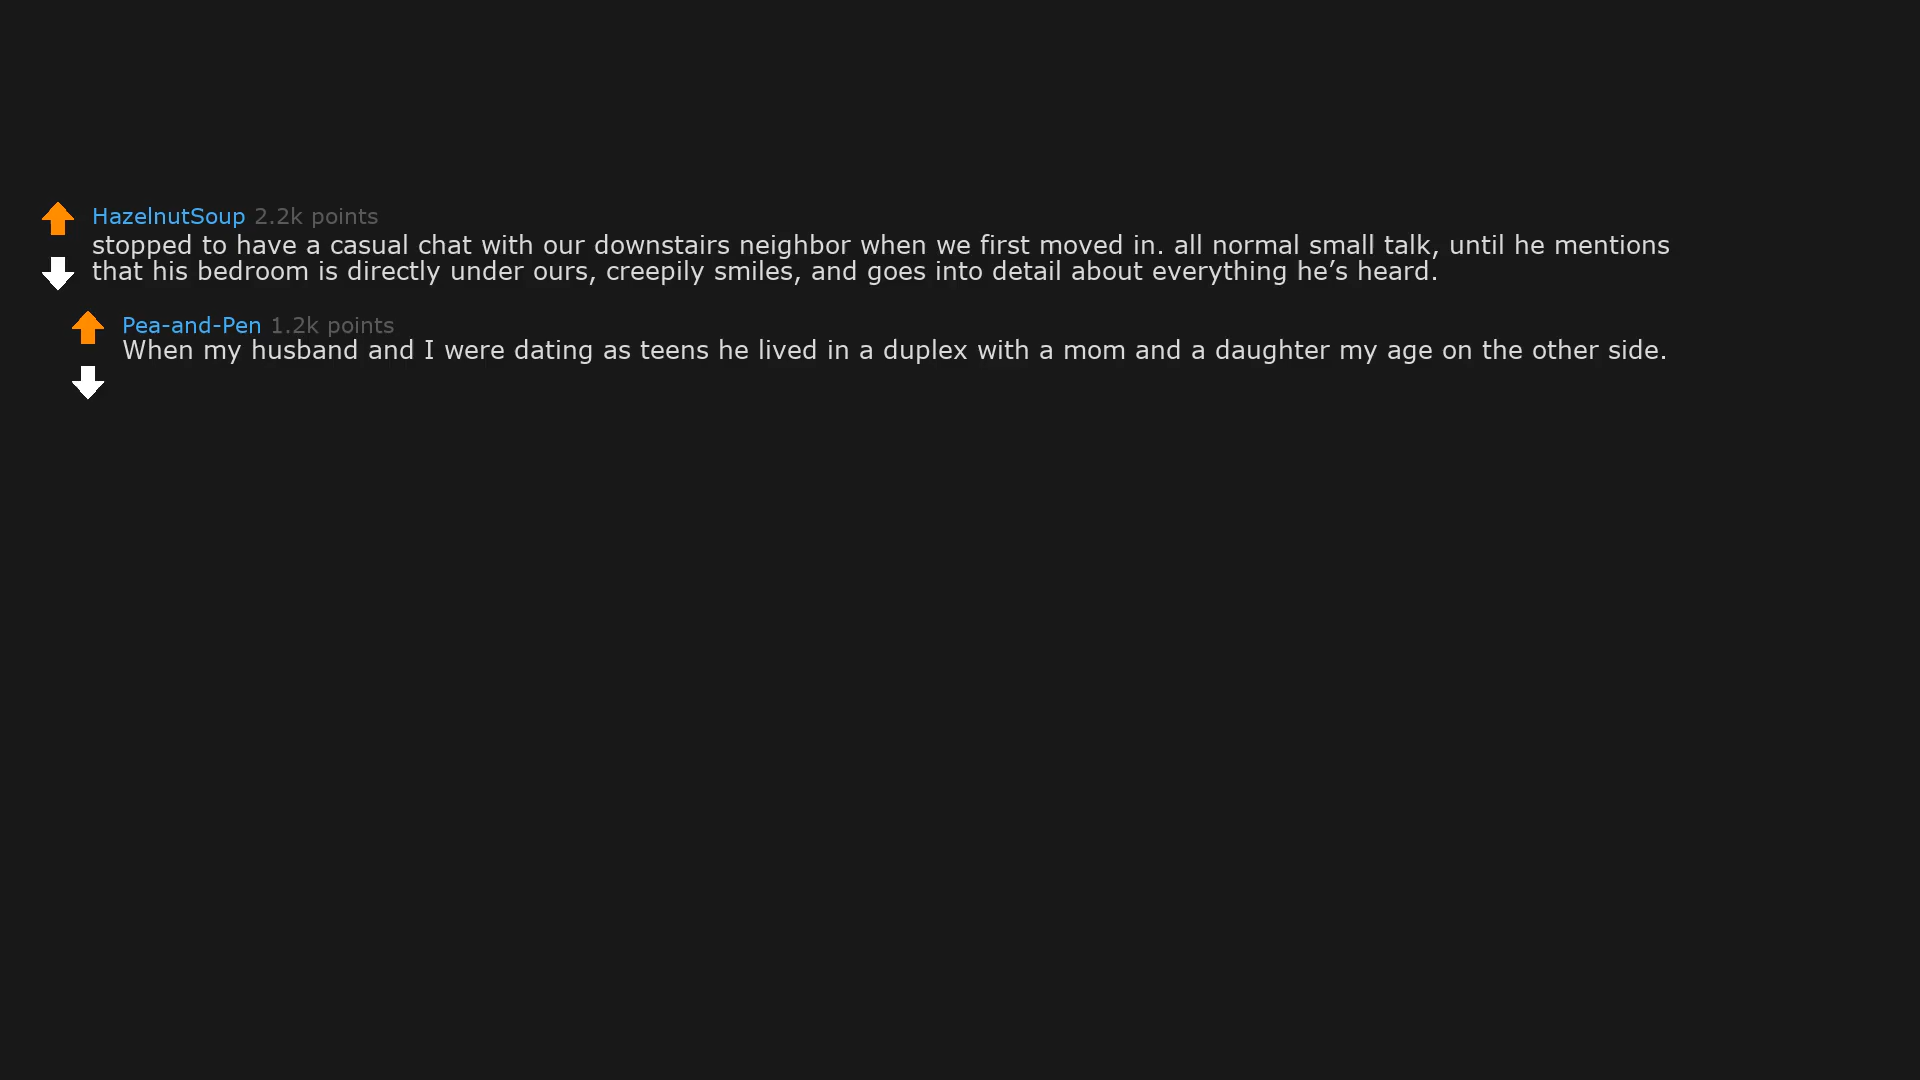 HazelnutSoup 2.2k points
stopped to have a casual chat with our downstairs neighbor when we first moved in. all normal small talk, until he mentions
that his bedroom is directly under ours, creepily smiles, and goes into detail about everything he’s heard.
Pea-and-Pen 1.2k points
When my husband and I were dating as teens he lived in a duplex with a mom and a daughter my age on the other side.